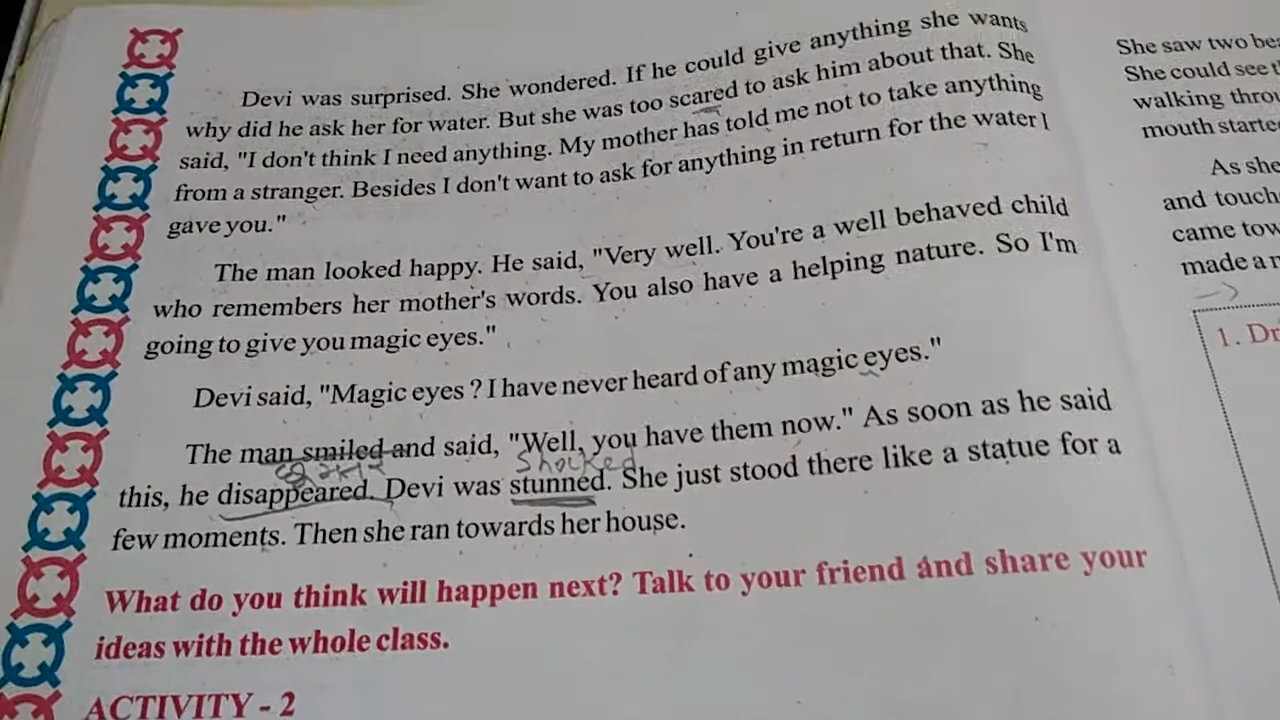 Devi was surprised. She wondered. If he could give anything she wants
why did he ask her for water. But she was too scared to ask him about that. She
said, "I don't think I need anything. My mother has told me not to take anything
from a stranger. Besides I don't want to ask for anything in return for the water I
gave you."
The man looked happy. He said, "Very well. You're a well behaved child
who remembers her mother's words. You also have a helping nature. So I'm
going to give you magic eyes."
Devi said, "Magic eyes ? I have never heard of any magic eyes."
The man smiled and said, "Well, you have them now." As soon as he said
Shocked
this, he disappeared. Devi was stunned. She just stood there like a statue for a
few moments. Then she ran towards her house.
What do you think will happen next? Talk to your friend and share your
ideas with the whole class.
ACTIVITY - 2
She saw two
She could see
walking
mouth
As she
and
came
made a
1.